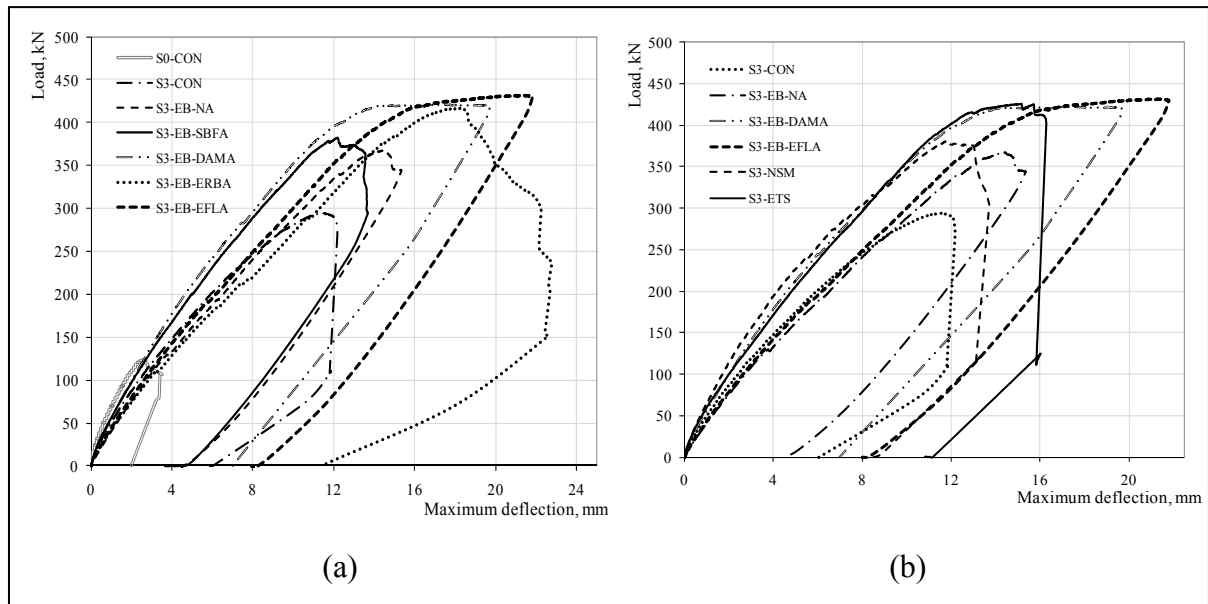 500
450
400
350
300
250
200
150
100
50
0
Load, kN
S0-CON
S3-CON
S3-EB-NA
S3-EB-SBFA
S3-EB-DAMA
S3-EB-ERBA
S3-EB-EFLA
0 4 8 12 16 20 24
Maximum deflection, mm
(a)
500
450
400
350
300
250
200
150
100
50
0
Load, kN
S3-CON
S3-EB-NA
S3-EB-DAMA
S3-EB-EFLA
S3-NSM
S3-ETS
0 4 8 12 16 20
Maximum deflection, mm
(b)